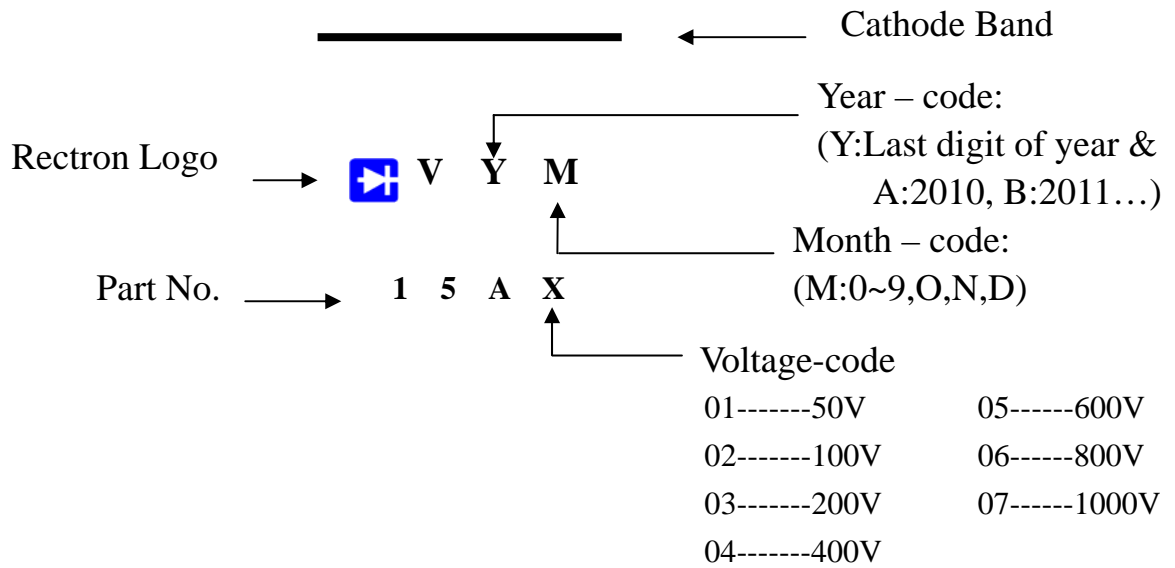 Cathode Band
Year – code:
(Y:Last digit of year &
A:2010, B:2011…)
Rectron Logo
V Y M
Month – code:
(M:0~9,O,N,D)
Part No.
1 5 A X
Voltage-code
01-------50V 05------600V
02-------100V 06------800V
03-------200V 07------1000V
04-------400V